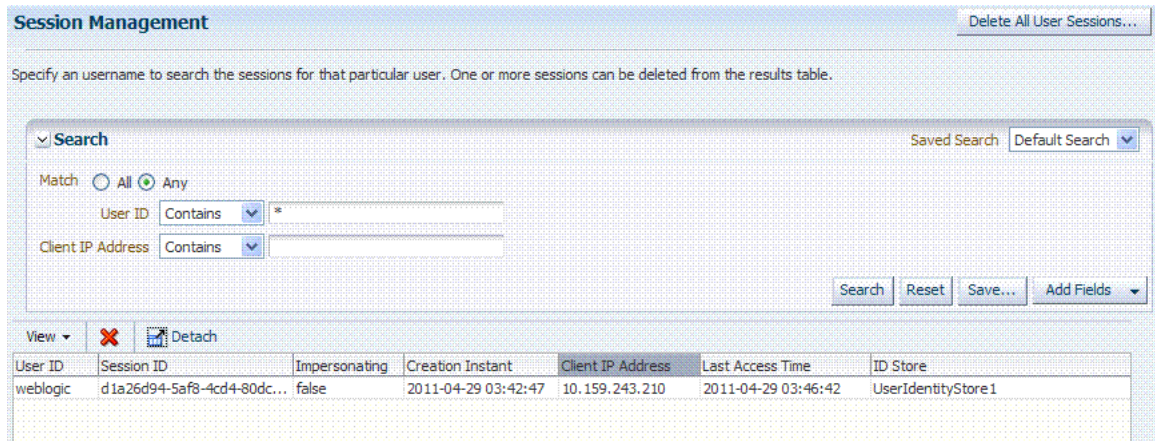 Session Management Delete All User Sessions...
Specify an username to search the sessions for that particular user. One or more sessions can be deleted from the results table.
Search Saved Search Default Search
Match All Any
User ID Contains *
Client IP Address Contains
Search Reset Save... Add Fields
View Detach
User ID Session ID Impersonating Creation Instant Client IP Address Last Access Time ID Store
weblogic d1a26d94-5af8-4cd4-80dc... false 2011-04-29 03:42:47 10.159.243.210 2011-04-29 03:46:42 UserIdentityStore1